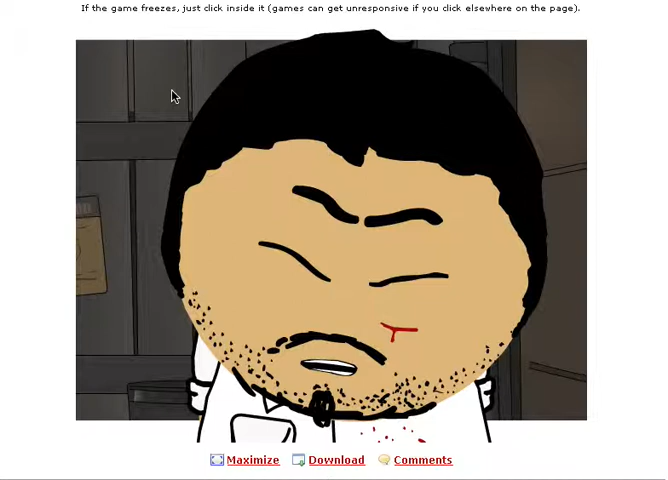 If the game freezes, just click inside it (games can get unresponsive if you click elsewhere on the page).
Maximize Download Comments